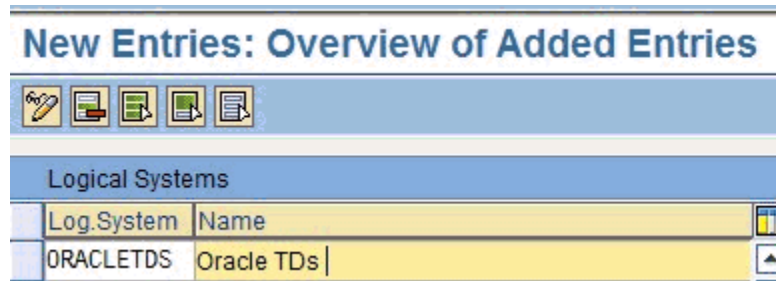 New Entries: Overview of Added Entries
Logical Systems
Log.System Name
ORACLETDS Oracle TDs